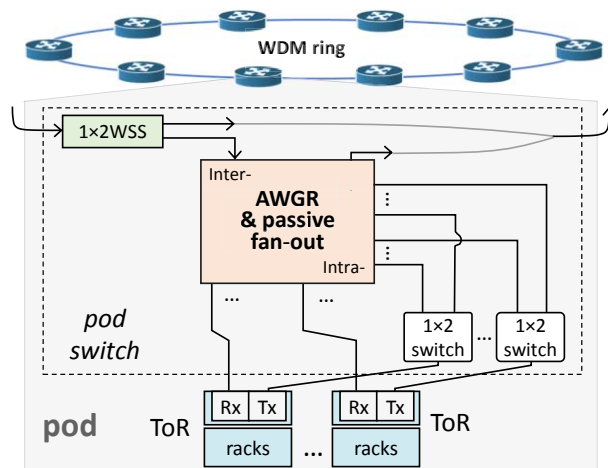 WDM ring
1×2WSS
Inter-
AWGR
& passive
fan-out
...
...
Intra-
... ...
pod
switch
1×2
switch
...
1×2
switch
Rx Tx
Rx Tx
pod
ToR
ToR
racks
...
racks